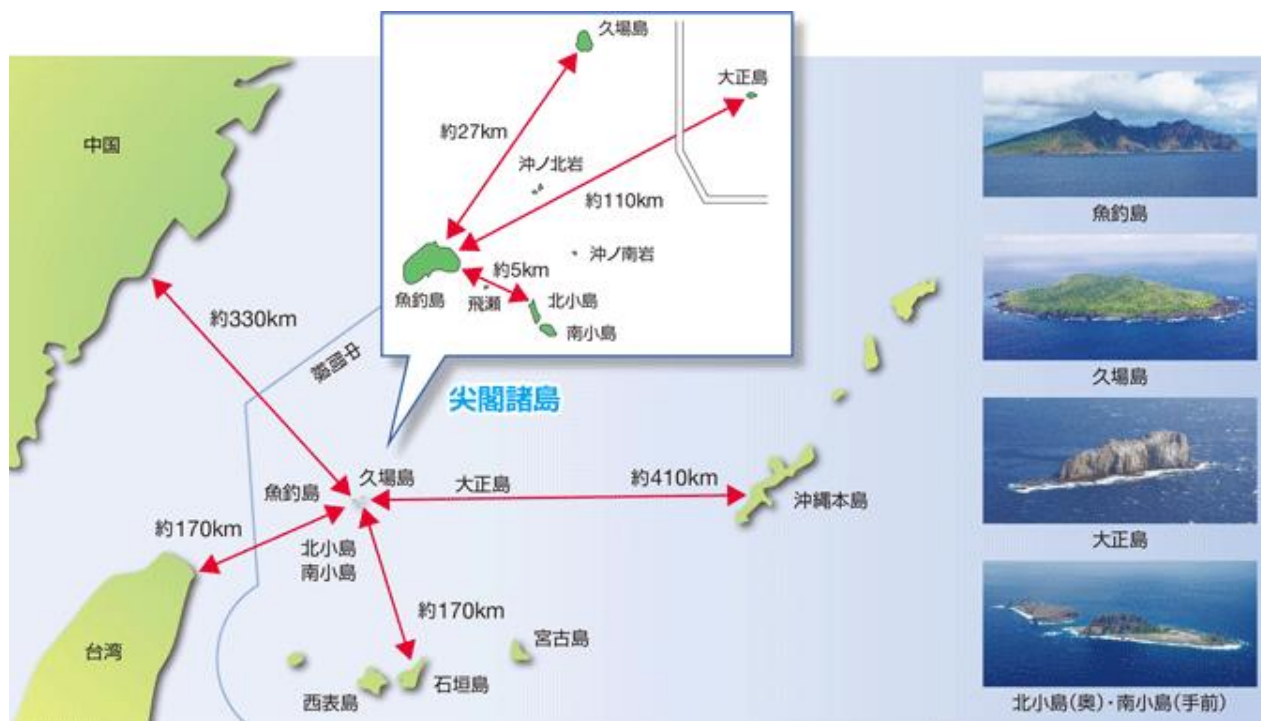 久場島
大正島
約27km
沖ノ北岩
約110km
沖ノ南岩
約5km
魚釣島
飛瀬
北小島
南小島
中国
約330km
中間線
尖閣諸島
久場島
魚釣島
大正島
約410km
沖縄本島
約170km
北小島
南小島
約170km
宮古島
台湾
西表島
石垣島
魚釣島
久場島
大正島
北小島(奥)・南小島(手前)